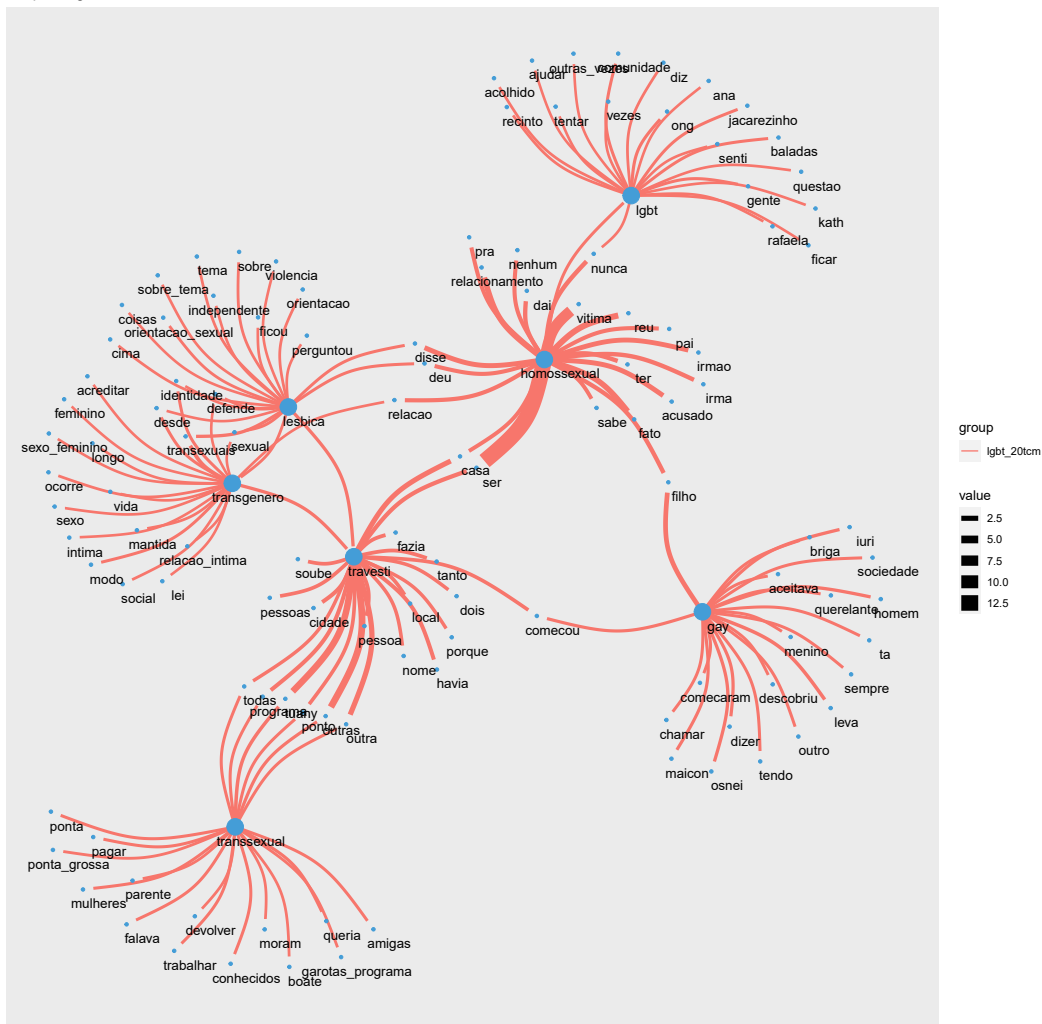 outras_vezes
comunidade
ajudar
diz
acolhido
ana
recinto
tentar
vezes
ong
jacarezinho
baladas
senti
questao
gente
lgbt
kath
rafaela
ficar
pra
nenhum
nunca
relacionamento
dai
vitima
reu
pai
irmao
ter
homossexual
irma
acusado
sabe
fato
tema
sobre
violencia
sobre_tema
independente
orientacao
coisas
orientacao_sexual
ficou
cima
perguntou
disse
deu
acreditar
identidade
defende
relacao
feminino
desde
lesbica
sexo_feminino
longo
transexuais
sexual
casa
ser
ocorre
transgenero
filho
vida
sexo
mantida
intima
relacao_intima
modo
social
lei
fazia
soube
travesti
tanto
pessoas
cidade
local
dois
pessoa
porque
nome
havia
comecou
gay
iuri
briga
sociedade
aceitava
querelante
homem
menino
ta
comecaram
descobriu
sempre
leva
chamar
dizer
outro
maicon
osnei
tendo
todas
programa
tuany
ponto
outras
outra
ponta
transsexual
pagar
ponta_grossa
mulheres
parente
falava
devolver
moram
queria
amigas
trabalhar
conhecidos
boate
garotas_programa
group
lgbt_20tcm
value
2.5
5.0
7.5
10.0
12.5